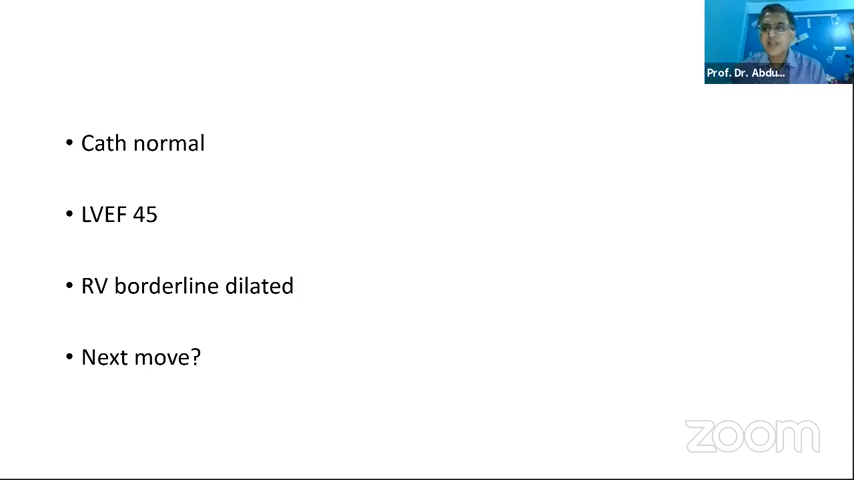 Prof. Dr. Abdu...
• Cath normal
• LVEF 45
• RV borderline dilated
• Next move?
zoom